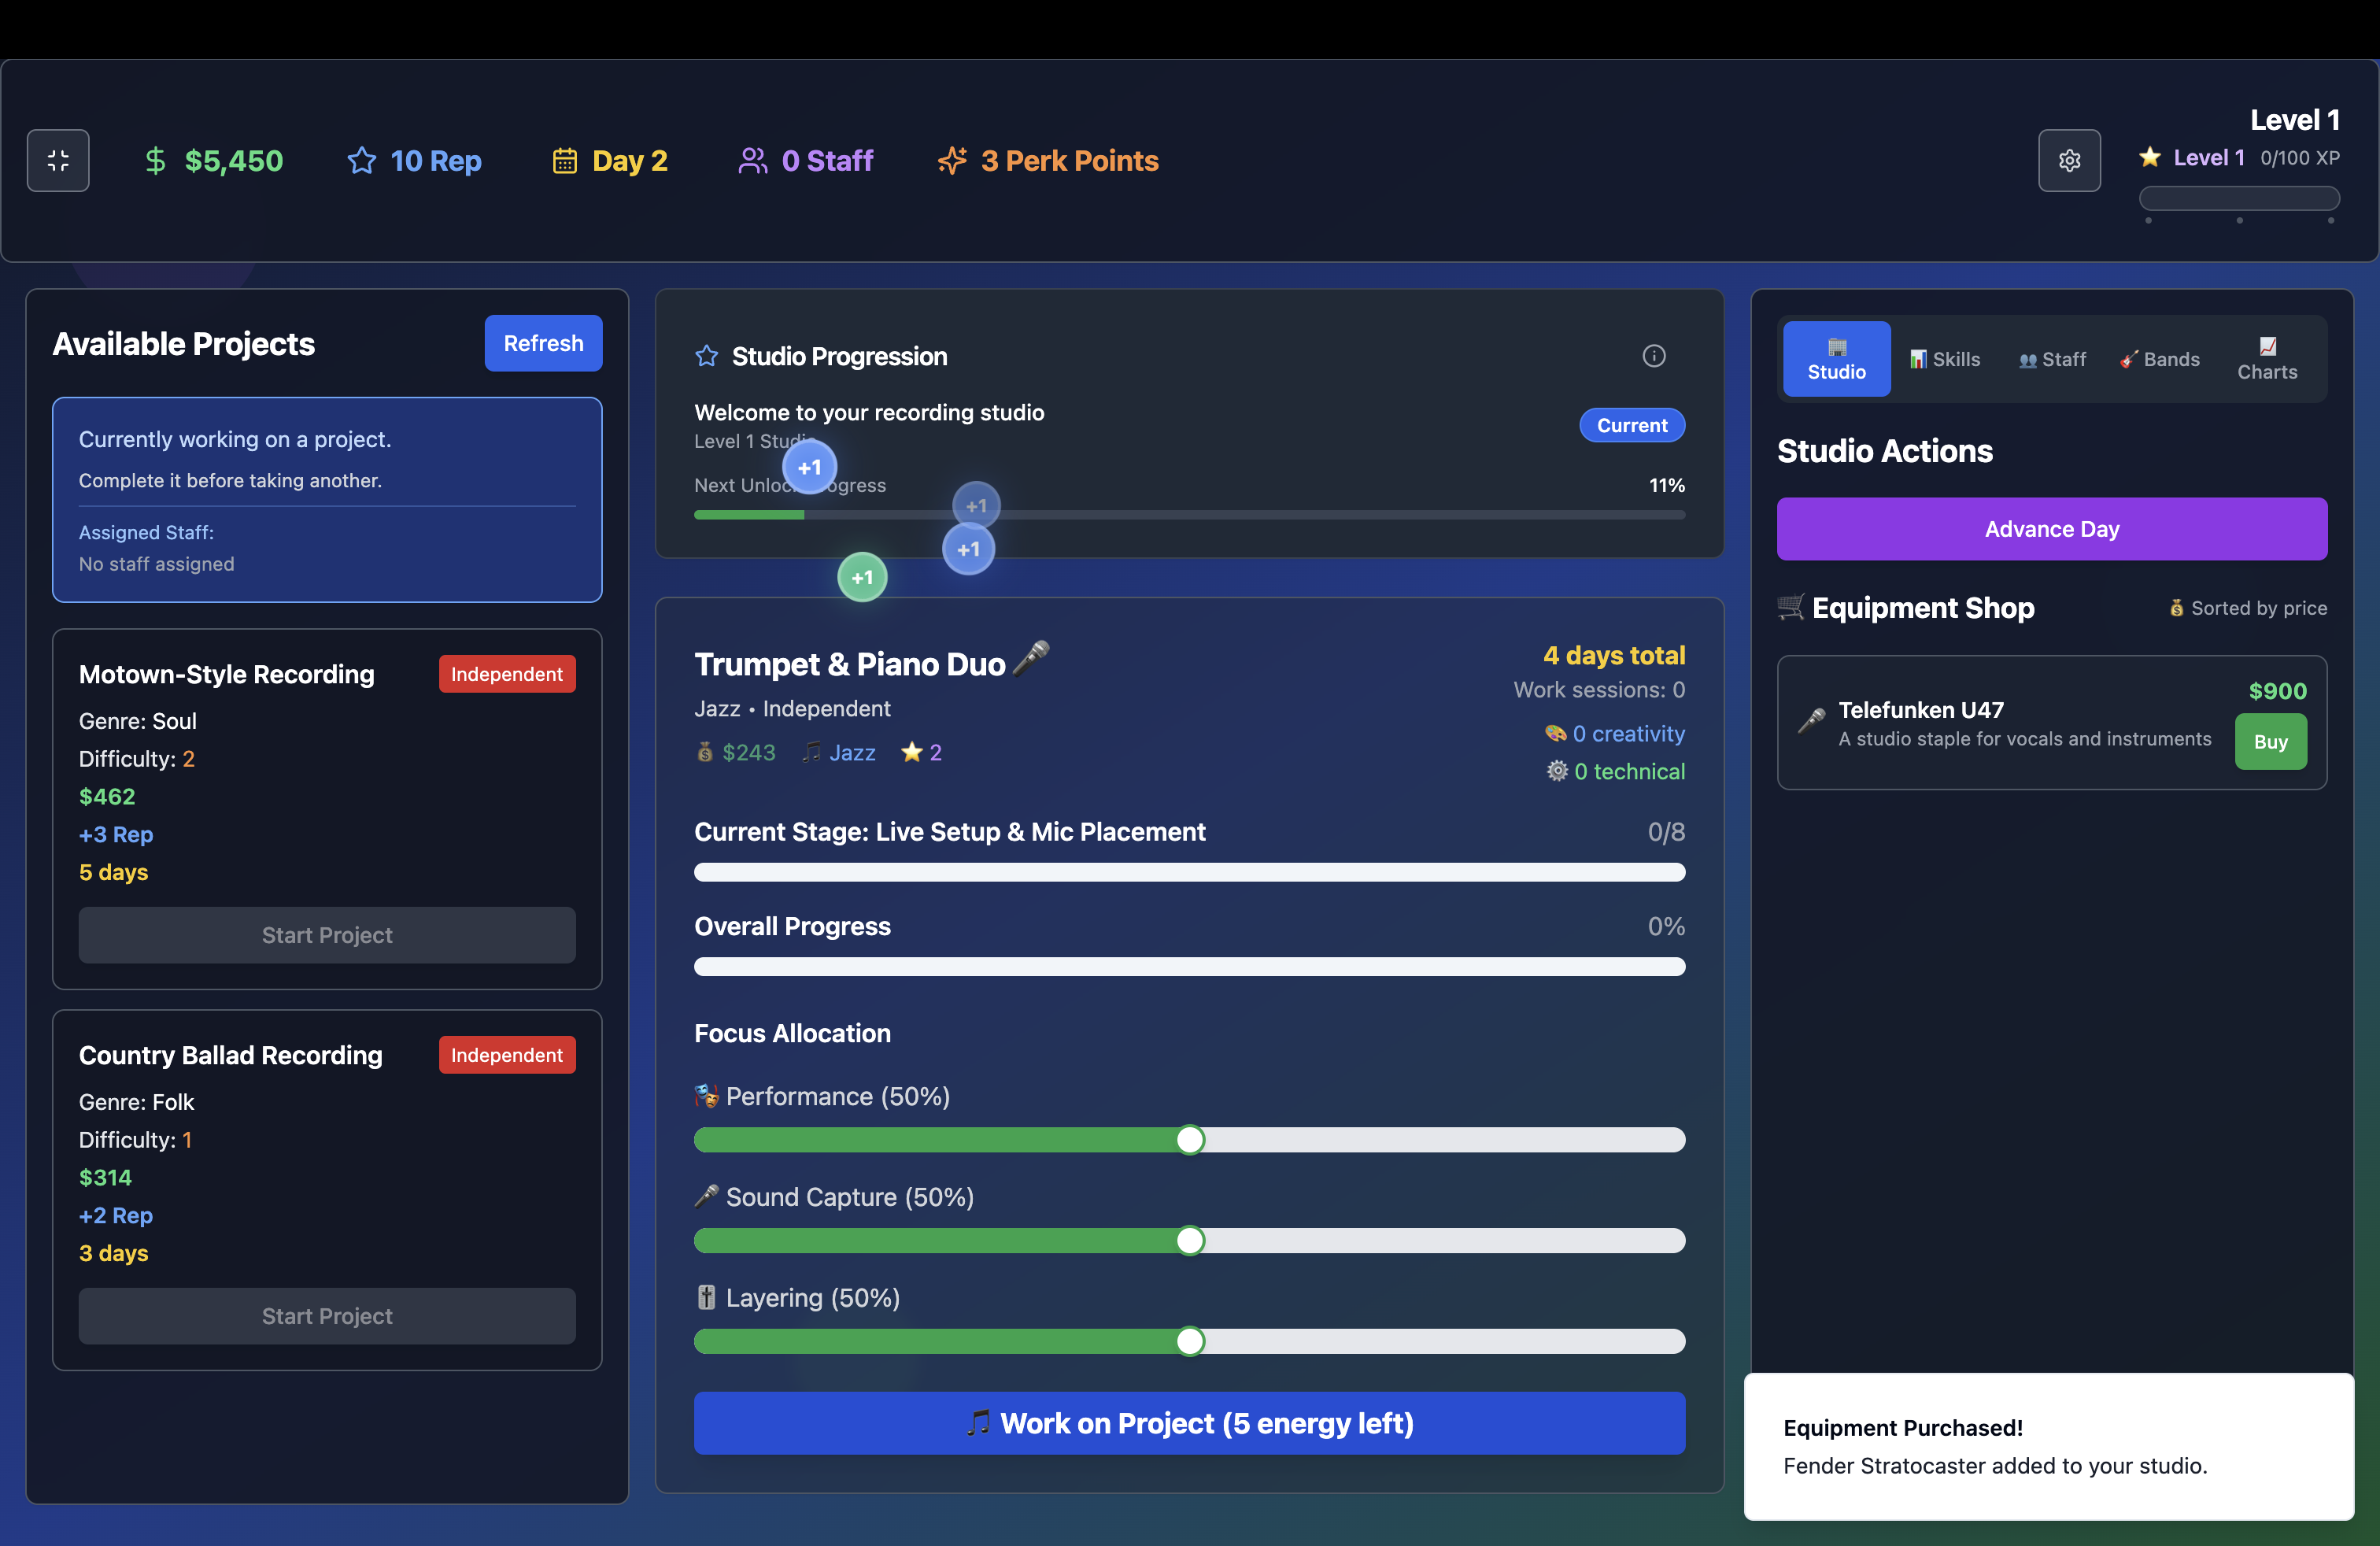 $5,450
10 Rep
Day 2
0 Staff
3 Perk Points
Level 1
Level 1 0/100 XP
Available Projects
Refresh
Currently working on a project.
Complete it before taking another.
Assigned Staff:
No staff assigned
Motown-Style Recording
Independent
Genre: Soul
Difficulty: 2
$462
+3 Rep
5 days
Start Project
Country Ballad Recording
Independent
Genre: Folk
Difficulty: 1
$314
+2 Rep
3 days
Start Project
Studio Progression
Welcome to your recording studio
Level 1 Studio
Current
Next Unlock Progress
11%
+1
+1
+1
+1
Trumpet & Piano Duo
4 days total
Work sessions: 0
Jazz • Independent
$243 Jazz 2
0 creativity
0 technical
Current Stage: Live Setup & Mic Placement
0/8
Overall Progress
0%
Focus Allocation
Performance (50%)
Sound Capture (50%)
Layering (50%)
Work on Project (5 energy left)
Studio
Skills
Staff
Bands
Charts
Studio Actions
Advance Day
Equipment Shop
Sorted by price
Telefunken U47
A studio staple for vocals and instruments
$900
Buy
Equipment Purchased!
Fender Stratocaster added to your studio.